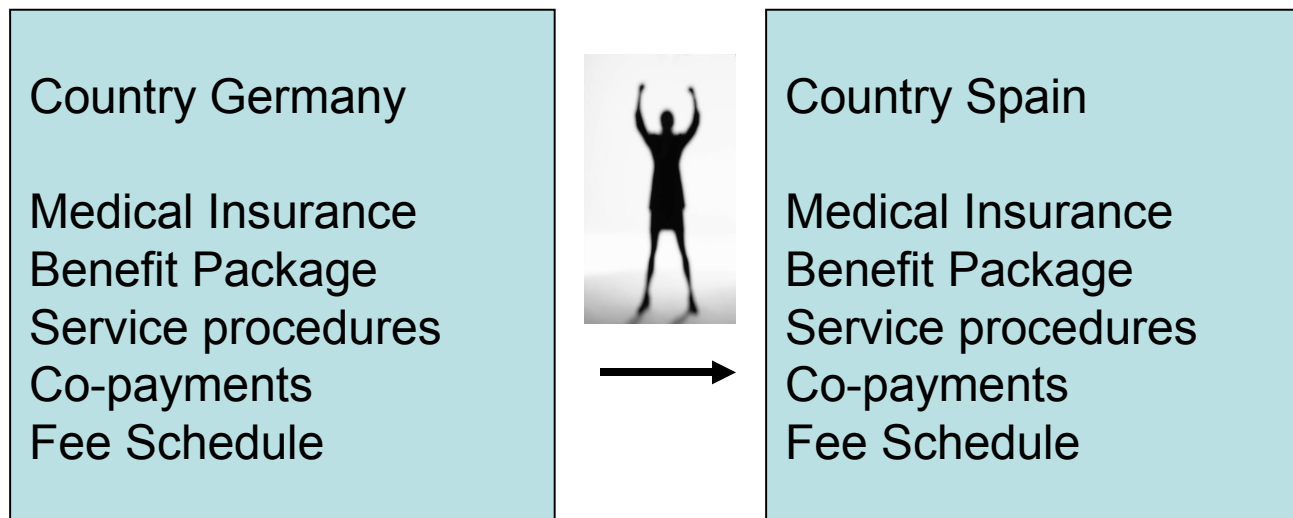 Country Germany
Medical Insurance
Benefit Package
Service procedures
Co-payments
Fee Schedule
Country Spain
Medical Insurance
Benefit Package
Service procedures
Co-payments
Fee Schedule